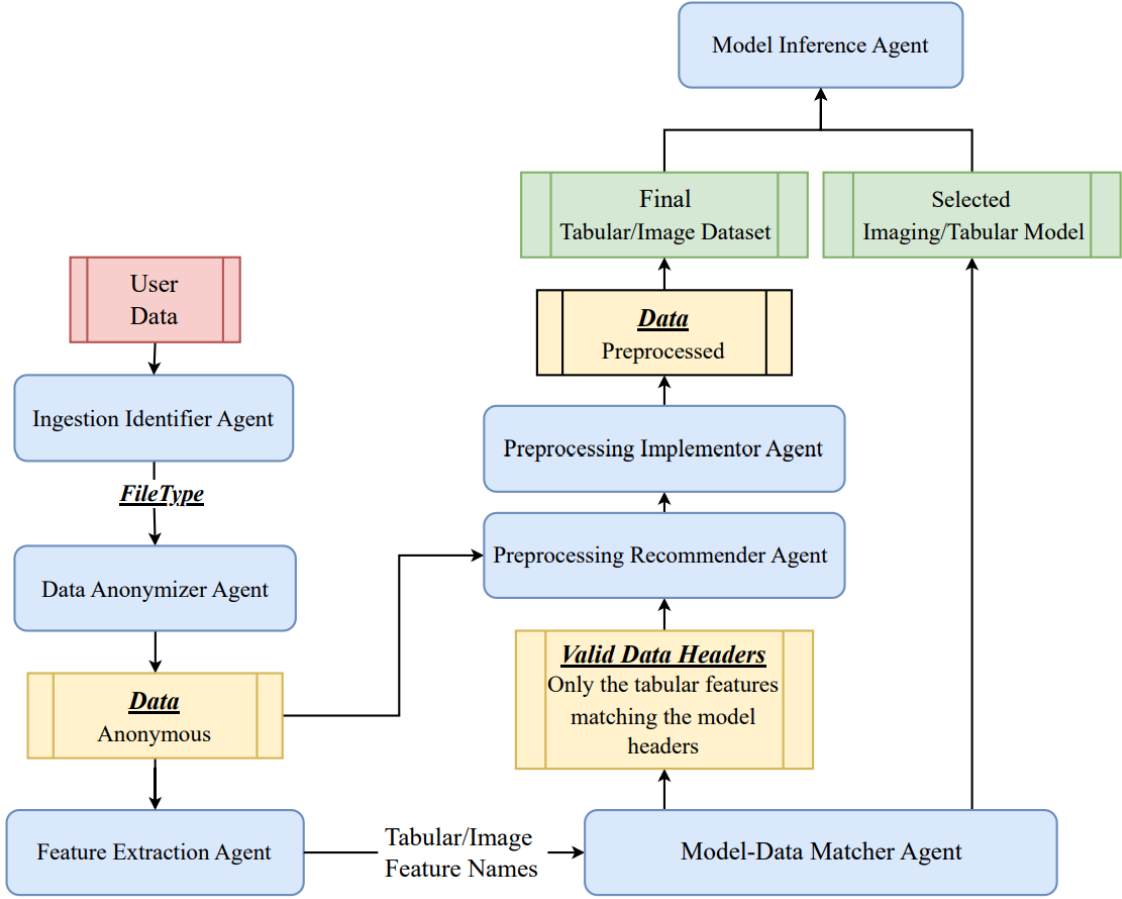 Model Inference Agent
Final
Tabular/Image Dataset
Selected
Imaging/Tabular Model
User
Data
Data
Preprocessed
Ingestion Identifier Agent
Preprocessing Implementor Agent
FileType
Preprocessing Recommender Agent
Data Anonymizer Agent
Valid Data Headers
Only the tabular features
matching the model
headers
Data
Anonymous
Feature Extraction Agent
Tabular/Image
Feature Names
Model-Data Matcher Agent